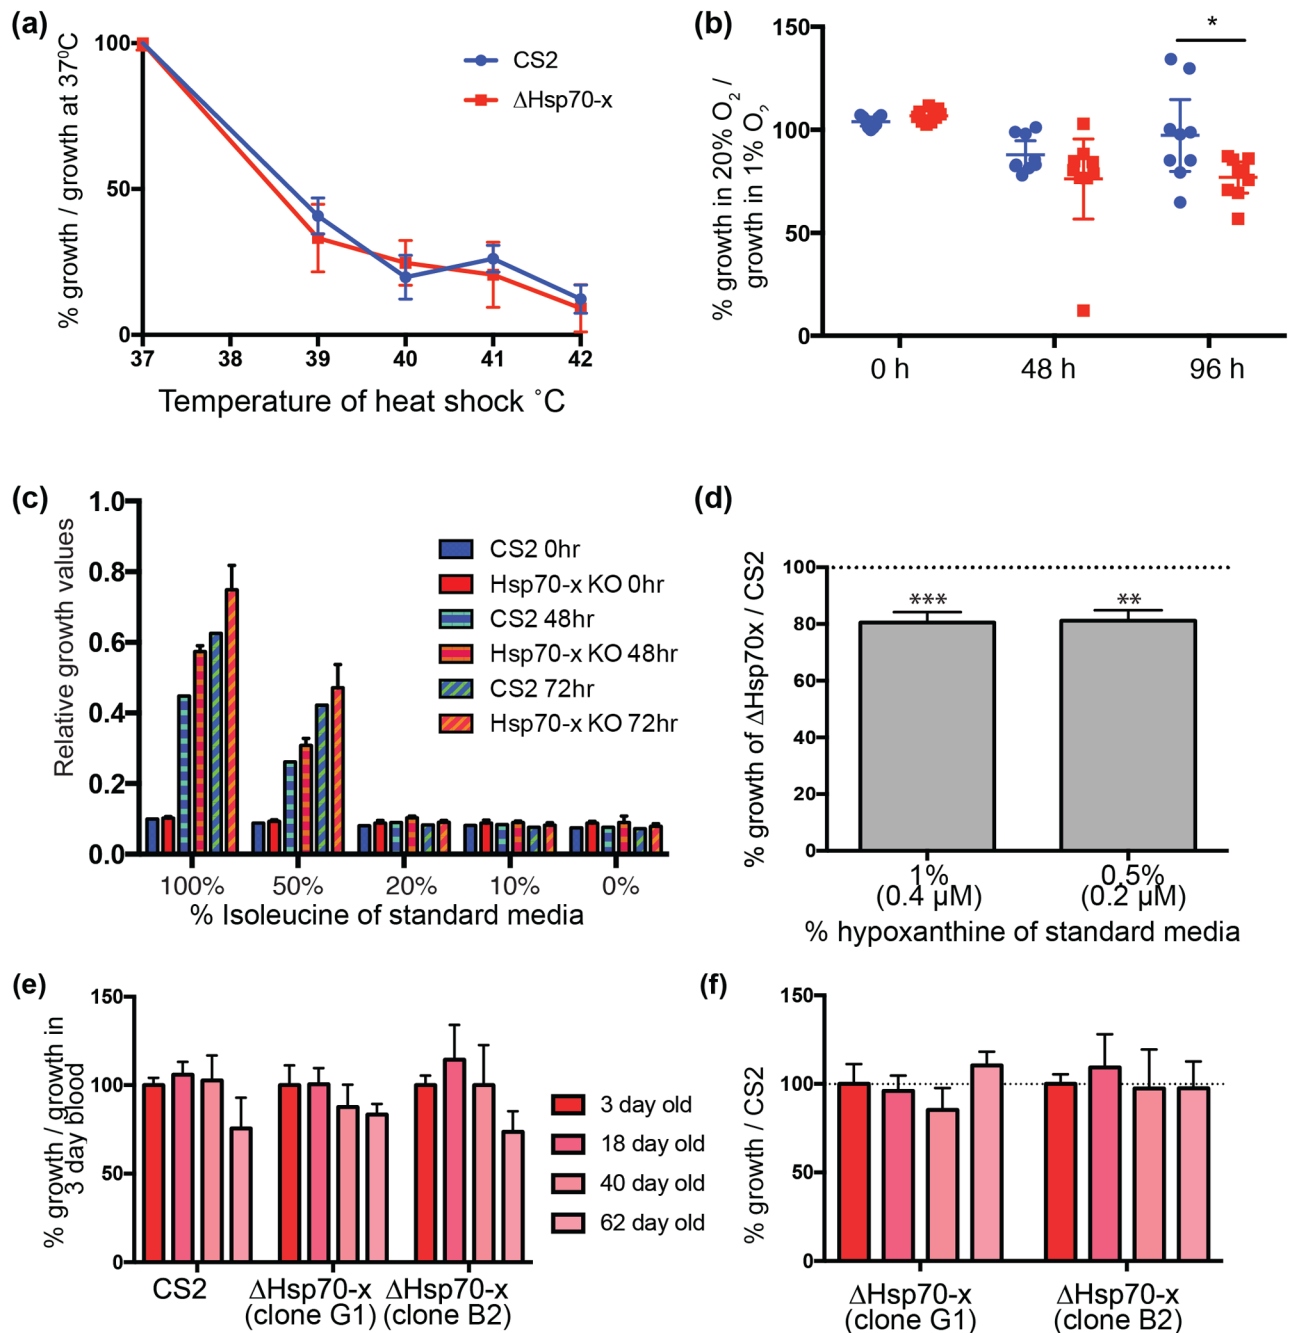 (a)
% growth / growth at 37⁰C
100
50
0
37
38
39
40
41
42
Temperature of heat shock ˚C
CS2
ΔHsp70-x
(b)
% growth in 20% O₂ /
growth in 1% O₂
150
100
50
0
*
0 h
48 h
96 h
(c)
Relative growth values
1.0
0.8
0.6
0.4
0.2
0.0
CS2 0hr
Hsp70-x KO 0hr
CS2 48hr
Hsp70-x KO 48hr
CS2 72hr
Hsp70-x KO 72hr
100%
50%
20%
10%
0%
% Isoleucine of standard media
(d)
% growth of ΔHsp70x / CS2
100
80
60
40
20
0
***
**
1%
(0.4 µM)
0.5%
(0.2 µM)
% hypoxanthine of standard media
(e)
% growth / growth in
3 day blood
150
100
50
0
CS2
ΔHsp70-x
(clone G1)
ΔHsp70-x
(clone B2)
3 day old
18 day old
40 day old
62 day old
(f)
% growth / CS2
150
100
50
0
ΔHsp70-x
(clone G1)
ΔHsp70-x
(clone B2)